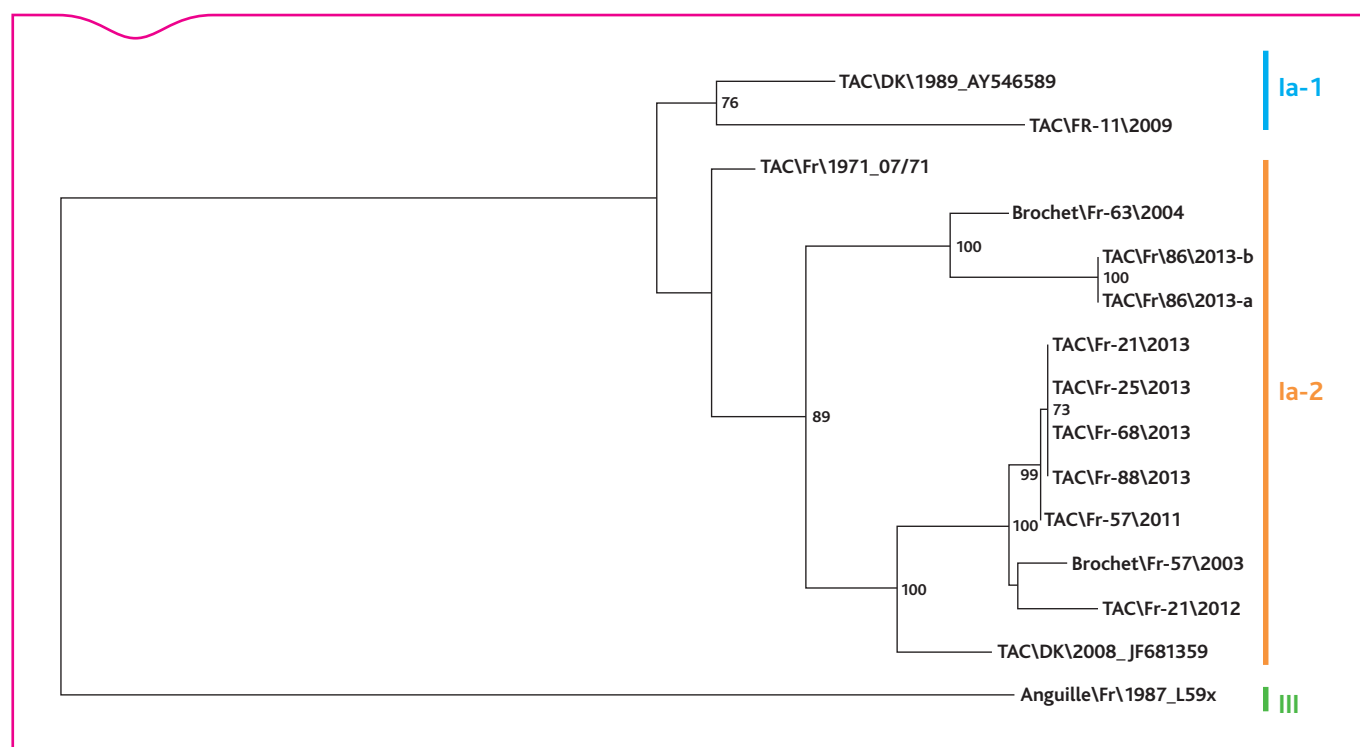 TAC\DK\1989_AY546589
Ia-1
76
TAC\FR-11\2009
TAC\Fr\1971_07/71
Brochet\Fr-63\2004
100
TAC\Fr\86\2013-b
100
TAC\Fr\86\2013-a
TAC\Fr-21\2013
TAC\Fr-25\2013
Ia-2
73
89
TAC\Fr-68\2013
99
TAC\Fr-88\2013
100
TAC\Fr-57\2011
Brochet\Fr-57\2003
100
TAC\Fr-21\2012
TAC\DK\2008_JF681359
Anguille\Fr\1987_L59x
III